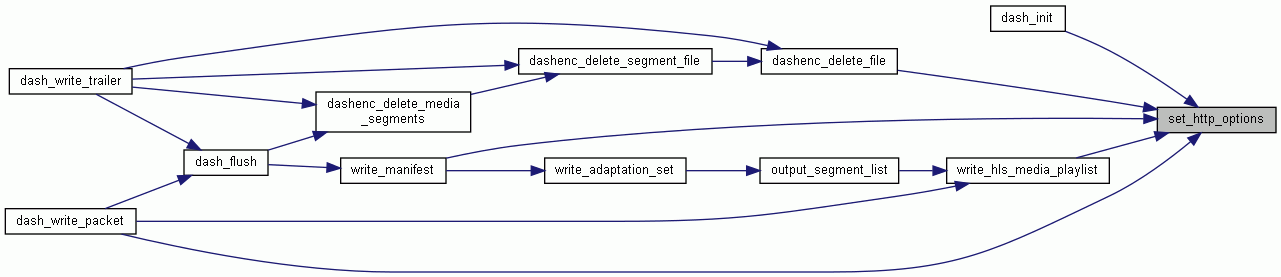 dash_init
dashenc_delete_segment_file
dashenc_delete_file
dash_write_trailer
dashenc_delete_media
_segments
set_http_options
dash_flush
write_manifest
write_adaptation_set
output_segment_list
write_hls_media_playlist
dash_write_packet